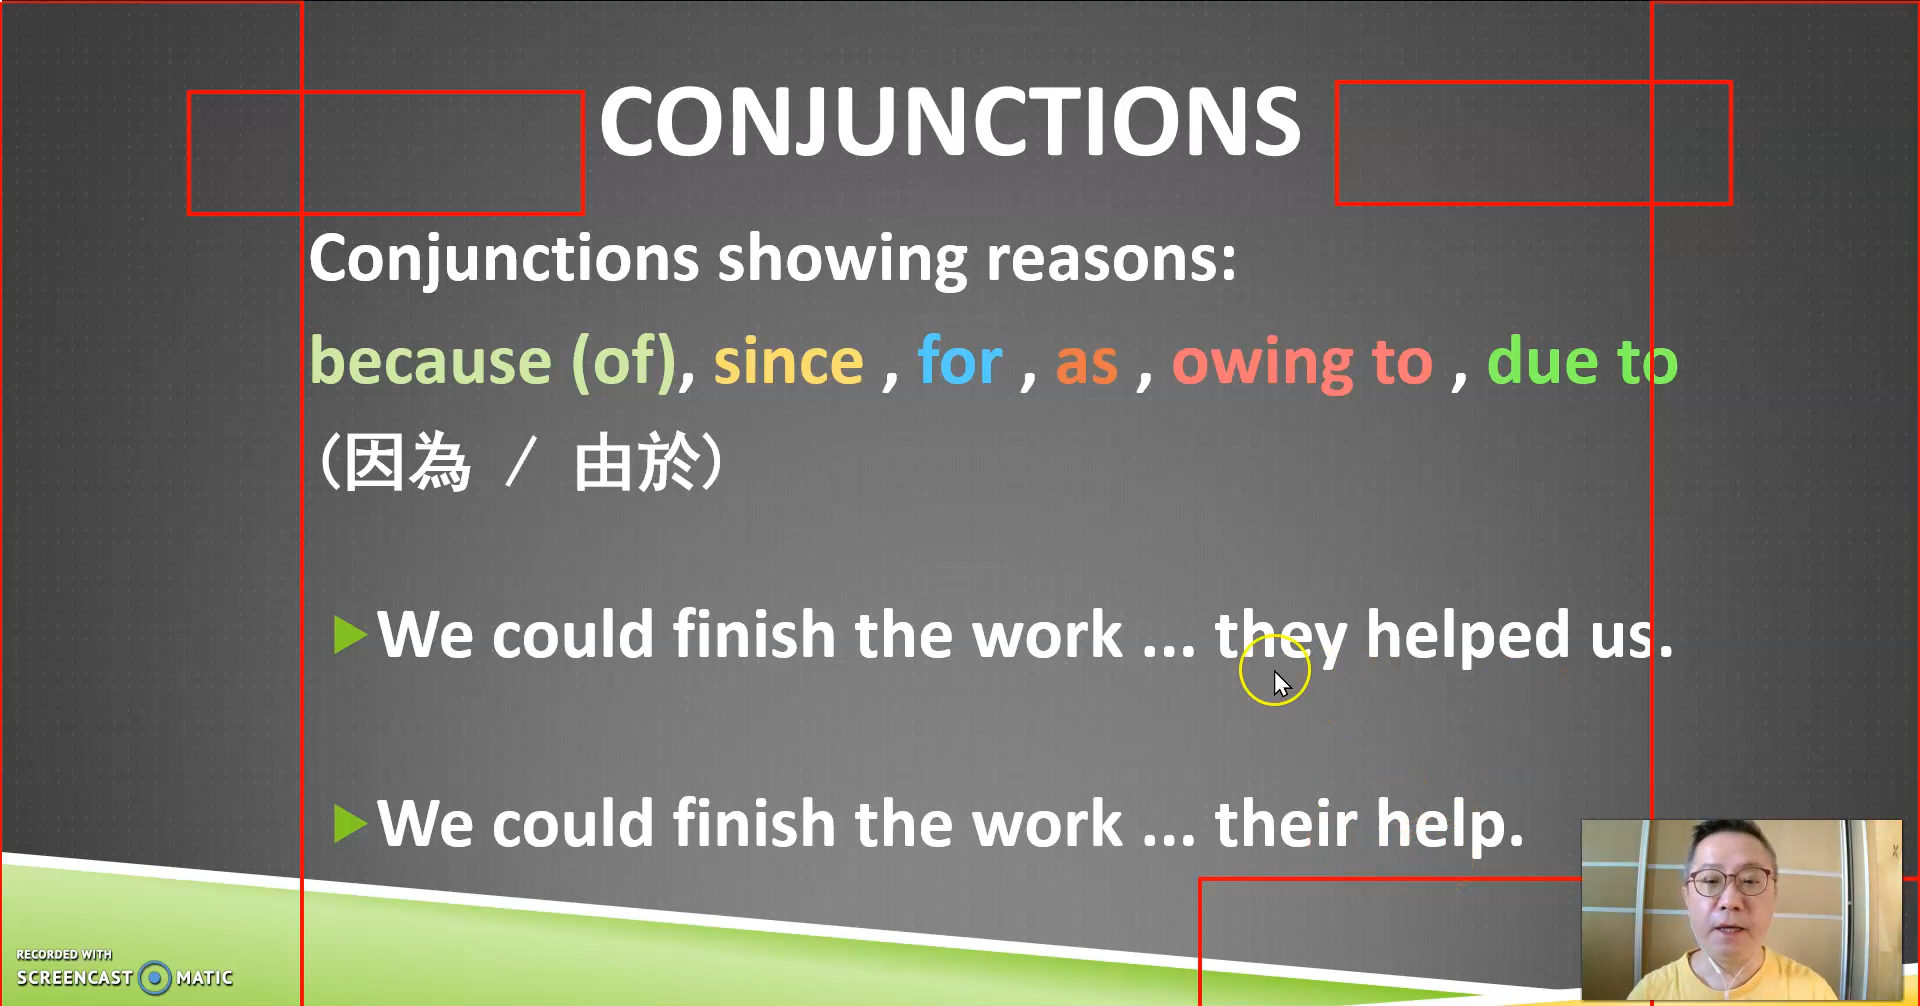 CONJUNCTIONS
Conjunctions showing reasons:
because (of), since , for , as , owing to , due to
(因為 / 由於)
We could finish the work ... they helped us.
We could finish the work ... their help.
RECORDED WITH
SCREENCAST MATIC